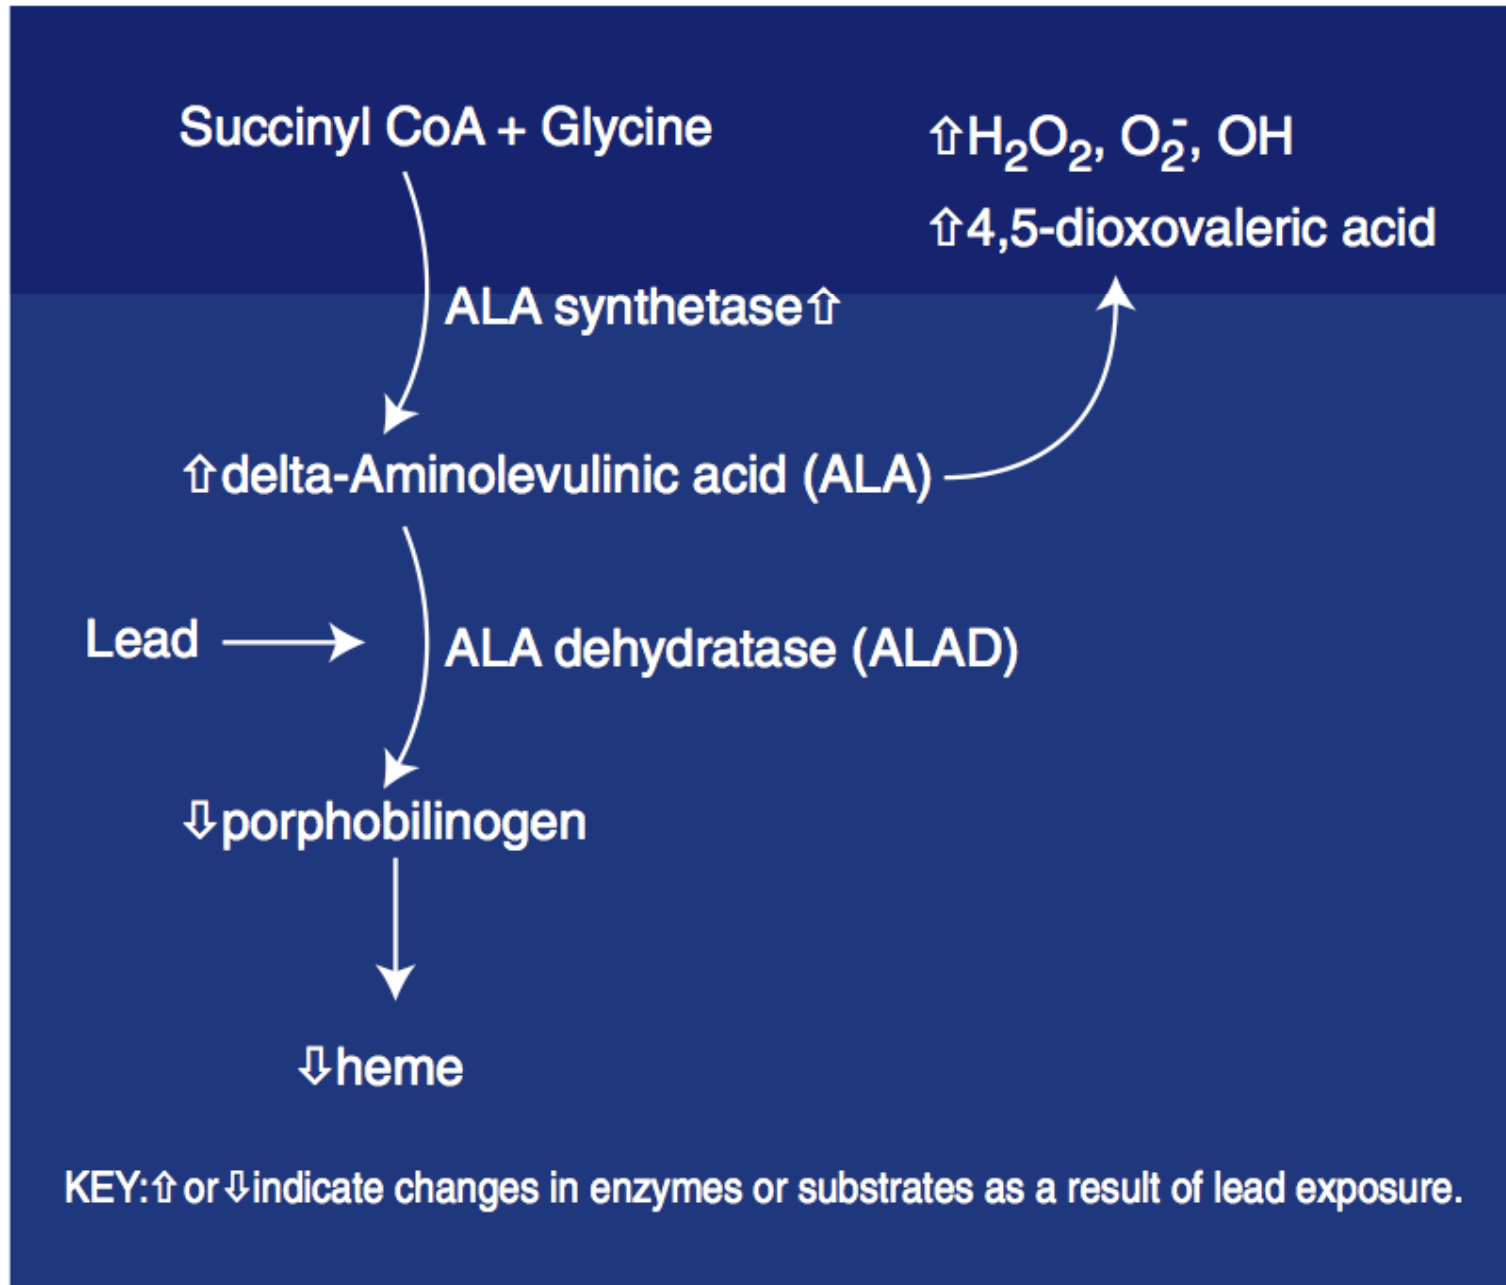 Succinyl CoA + Glycine
⇧H₂O₂, O₂⁻, OH
⇧4,5-dioxovaleric acid
ALA synthetase⇧
⇧delta-Aminolevulinic acid (ALA)
Lead
ALA dehydratase (ALAD)
⇩porphobilinogen
⇩heme
KEY:⇧or⇩indicate changes in enzymes or substrates as a result of lead exposure.